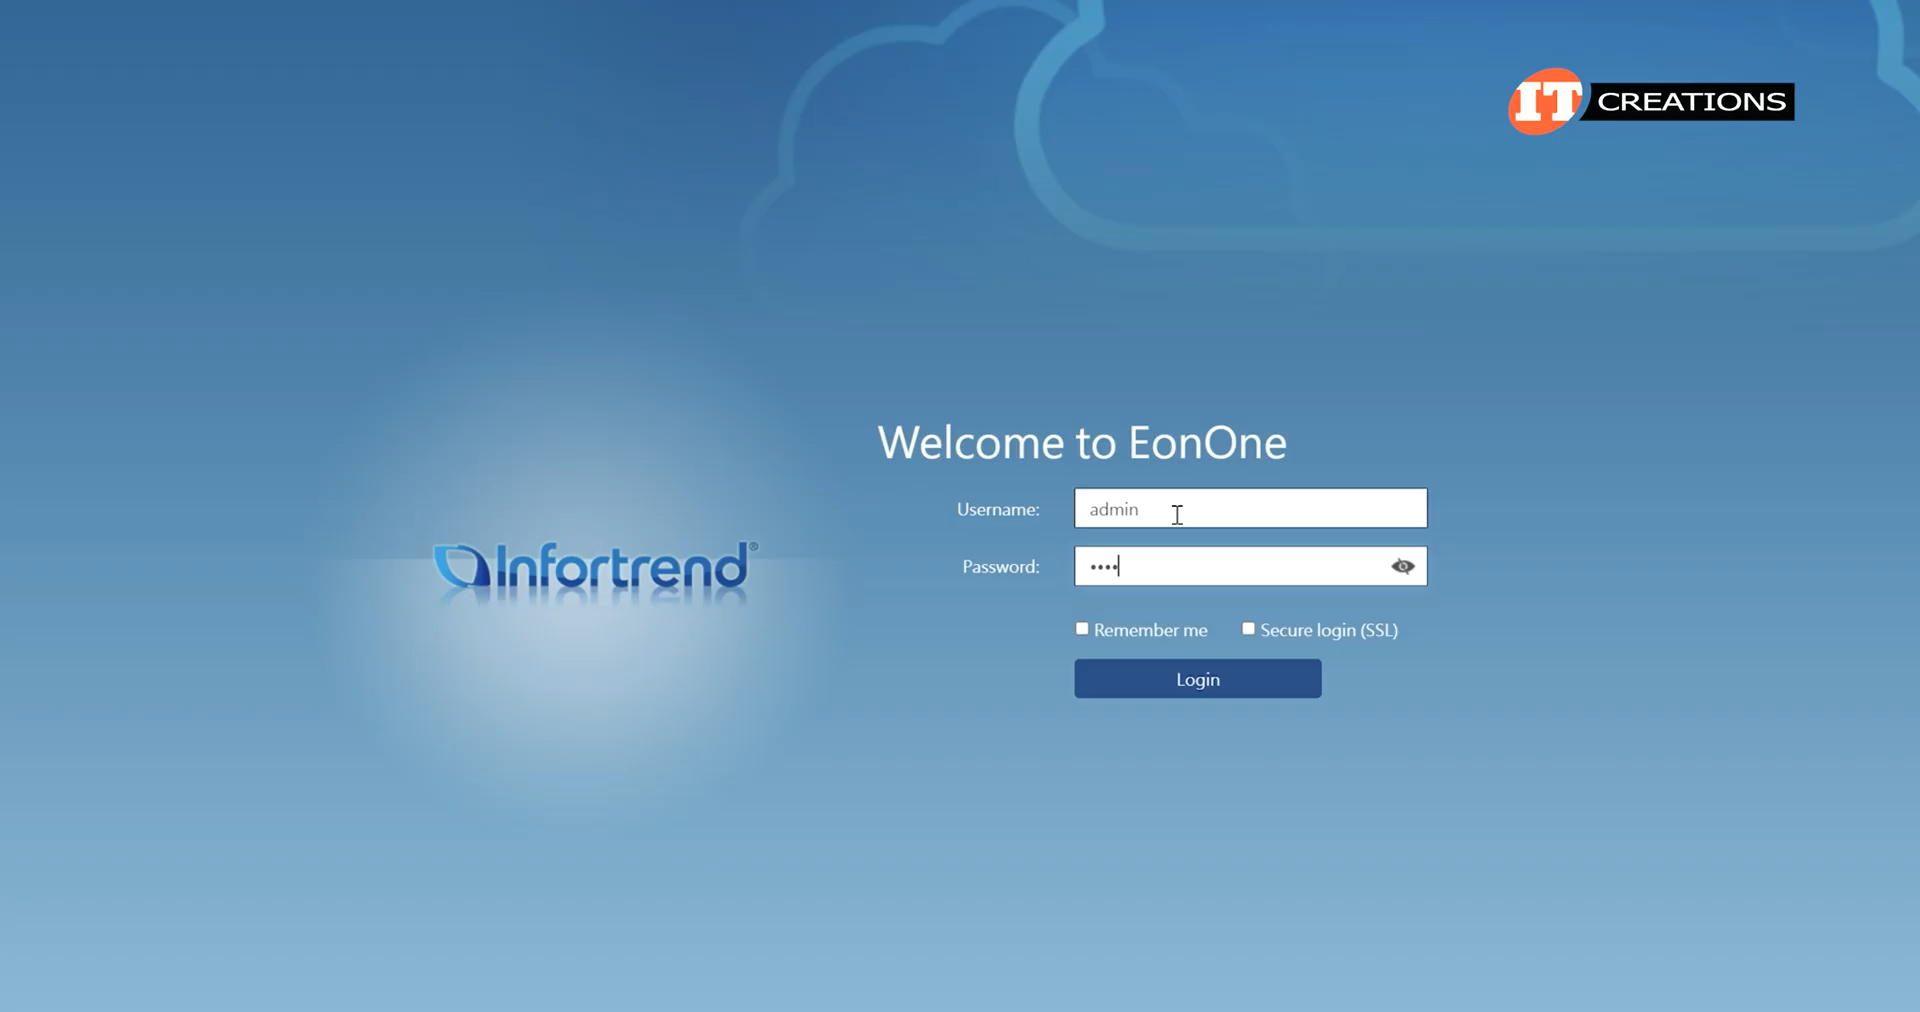 IT CREATIONS
Welcome to EonOne
Username: admin
Infortrend®
Password: ••••
Remember me Secure login (SSL)
Login